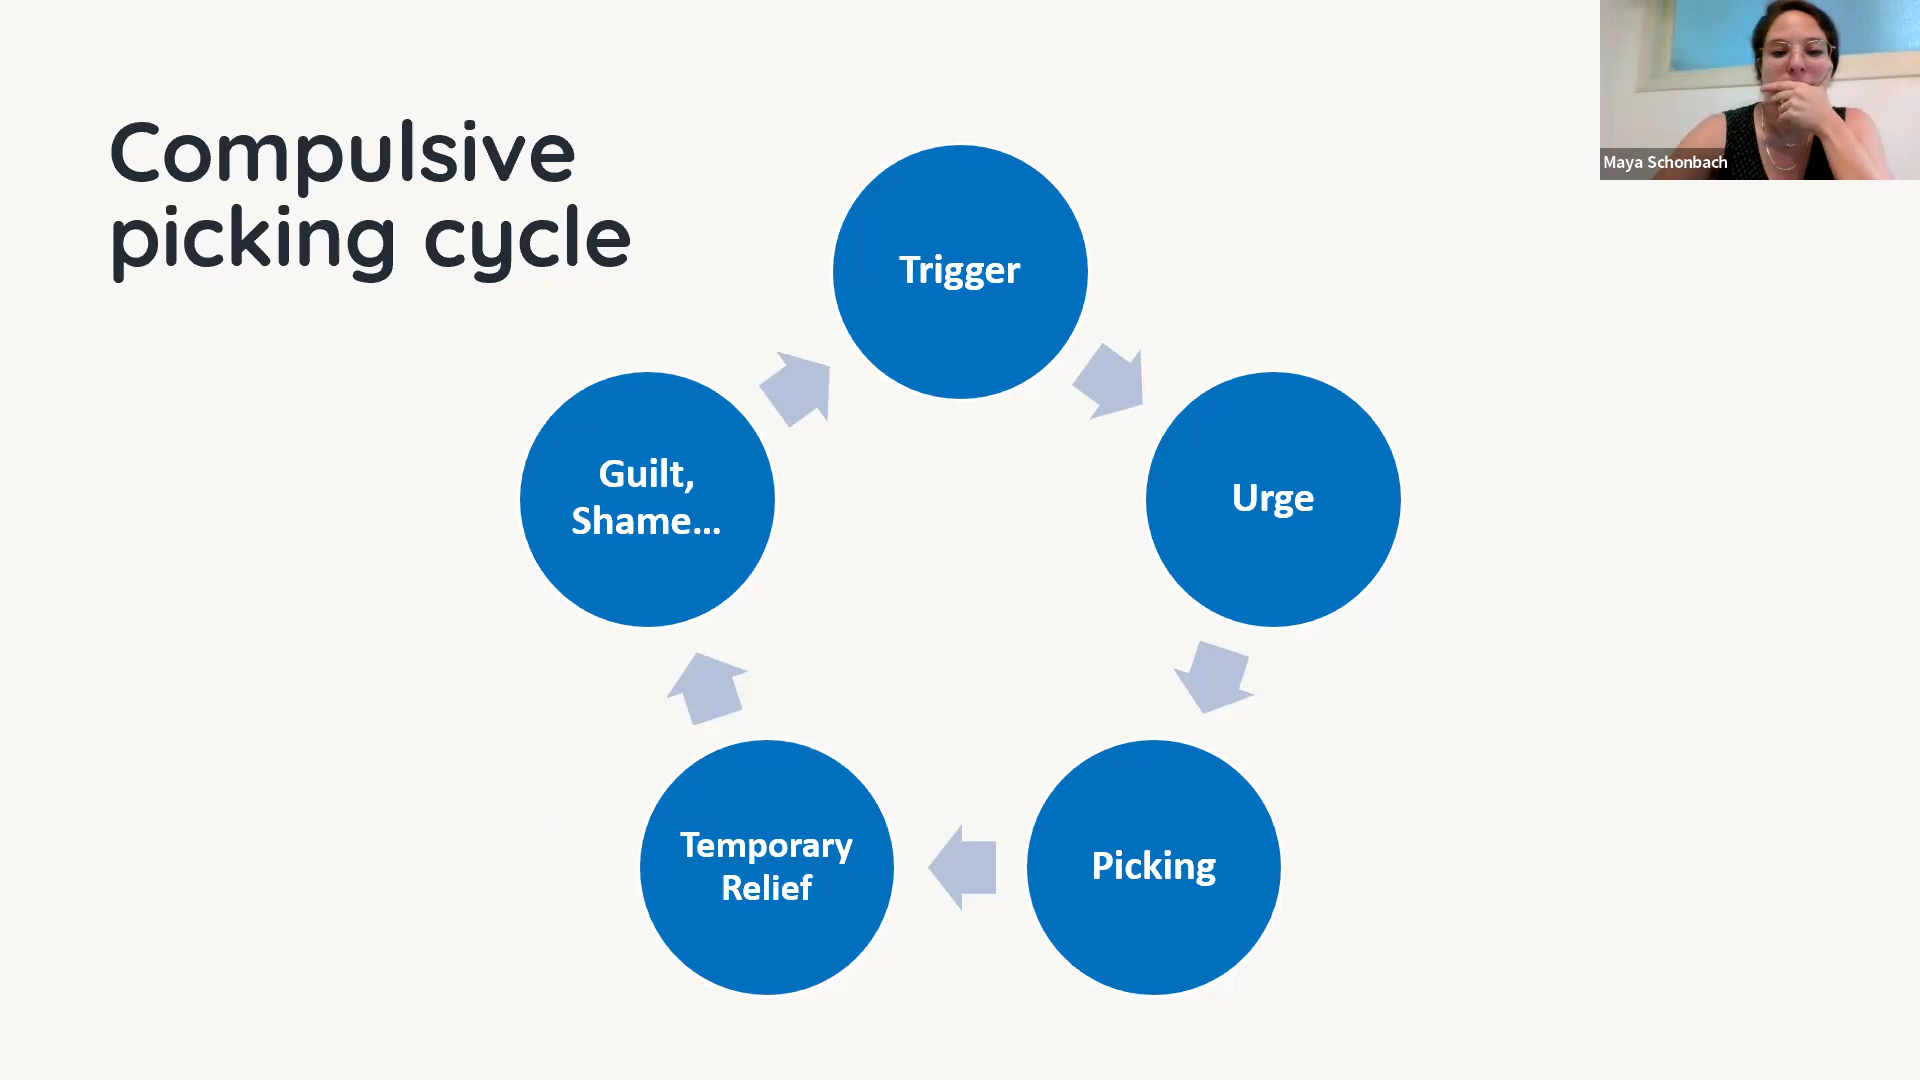 Compulsive
picking cycle
Maya Schonbach
Trigger
Urge
Picking
Temporary
Relief
Guilt,
Shame...